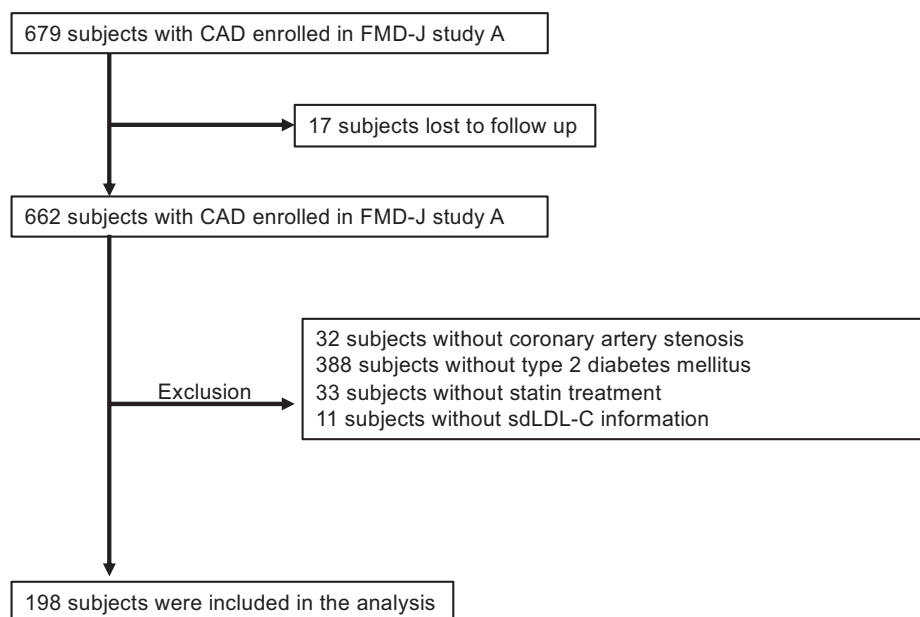 679 subjects with CAD enrolled in FMD-J study A
17 subjects lost to follow up
662 subjects with CAD enrolled in FMD-J study A
32 subjects without coronary artery stenosis
388 subjects without type 2 diabetes mellitus
Exclusion
33 subjects without statin treatment
11 subjects without sdLDL-C information
198 subjects were included in the analysis